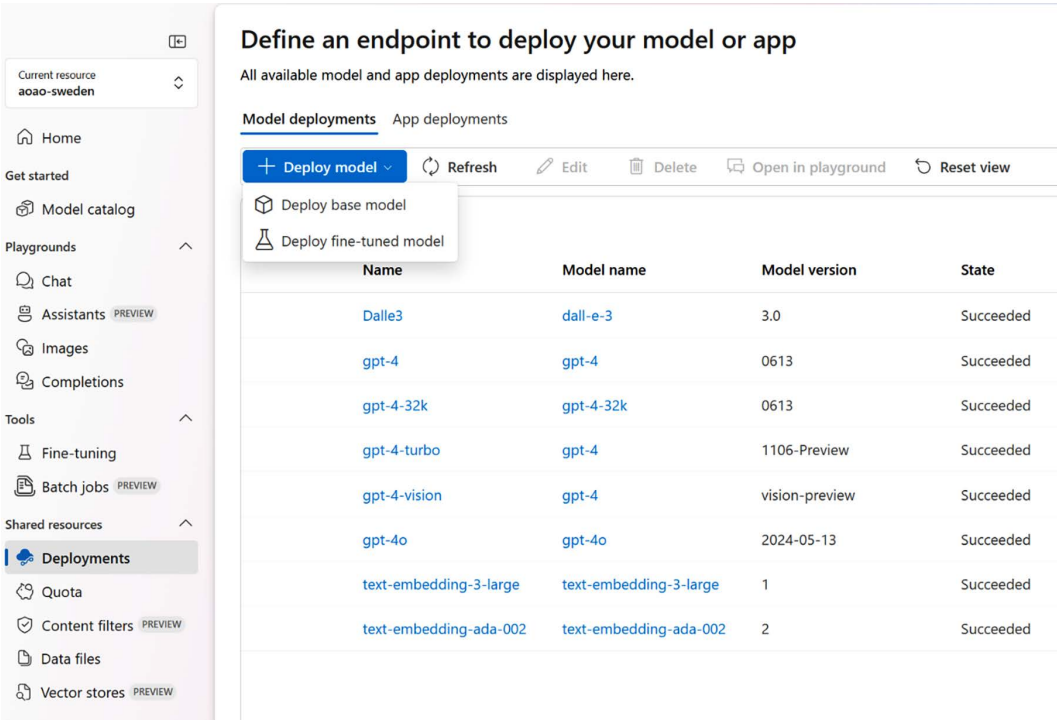 Current resource
aoao-sweden
Home
Get started
Model catalog
Playgrounds
Chat
Assistants PREVIEW
Images
Completions
Tools
Fine-tuning
Batch jobs PREVIEW
Shared resources
Deployments
Quota
Content filters PREVIEW
Data files
Vector stores PREVIEW
Define an endpoint to deploy your model or app
All available model and app deployments are displayed here.
Model deployments App deployments
Deploy model Refresh Edit Delete Open in playground Reset view
Deploy base model
Deploy fine-tuned model
Name Model name Model version State
Dalle3 dall-e-3 3.0 Succeeded
gpt-4 gpt-4 0613 Succeeded
gpt-4-32k gpt-4-32k 0613 Succeeded
gpt-4-turbo gpt-4 1106-Preview Succeeded
gpt-4-vision gpt-4 vision-preview Succeeded
gpt-4o gpt-4o 2024-05-13 Succeeded
text-embedding-3-large text-embedding-3-large 1 Succeeded
text-embedding-ada-002 text-embedding-ada-002 2 Succeeded